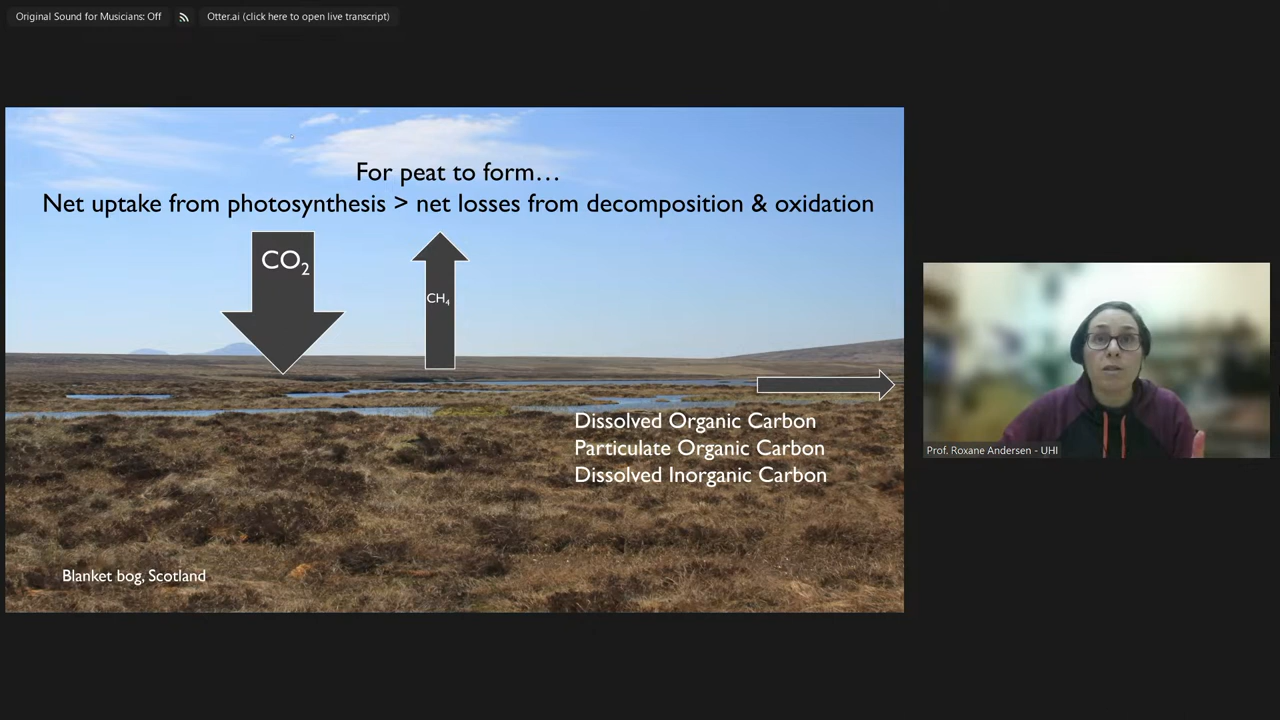 Original Sound for Musicians: Off
Otter.ai (click here to open live transcript)
For peat to form…
Net uptake from photosynthesis > net losses from decomposition & oxidation
CO₂
CH₄
Dissolved Organic Carbon
Particulate Organic Carbon
Dissolved Inorganic Carbon
Prof. Roxane Andersen - UHI
Blanket bog, Scotland